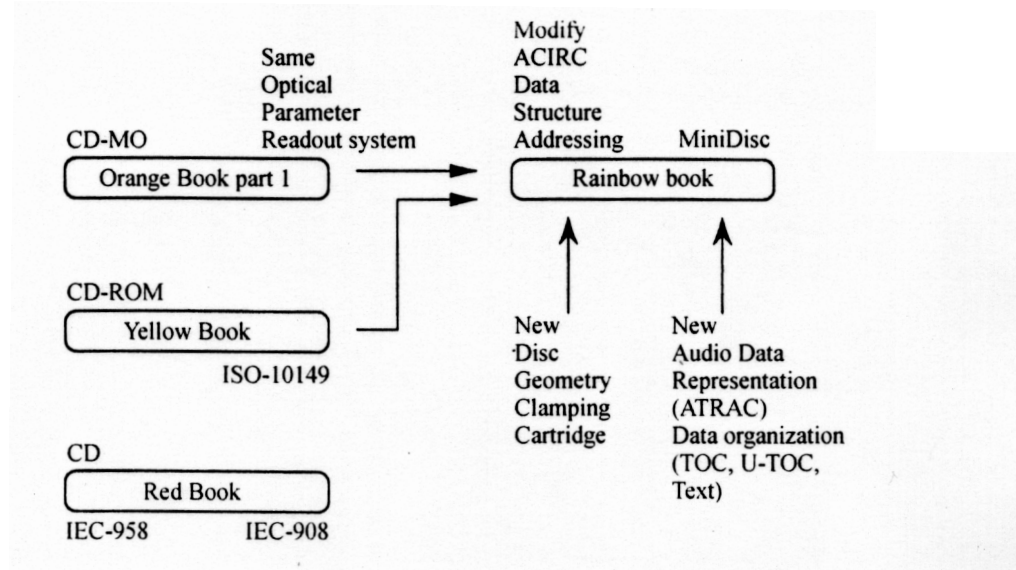 CD-MO
Orange Book part 1
Same
Optical
Parameter
Readout system
Modify
ACIRC
Data
Structure
Addressing
MiniDisc
Rainbow book
CD-ROM
Yellow Book
ISO-10149
New
Disc
Geometry
Clamping
Cartridge
New
Audio Data
Representation
(ATRAC)
Data organization
(TOC, U-TOC,
Text)
CD
Red Book
IEC-958
IEC-908